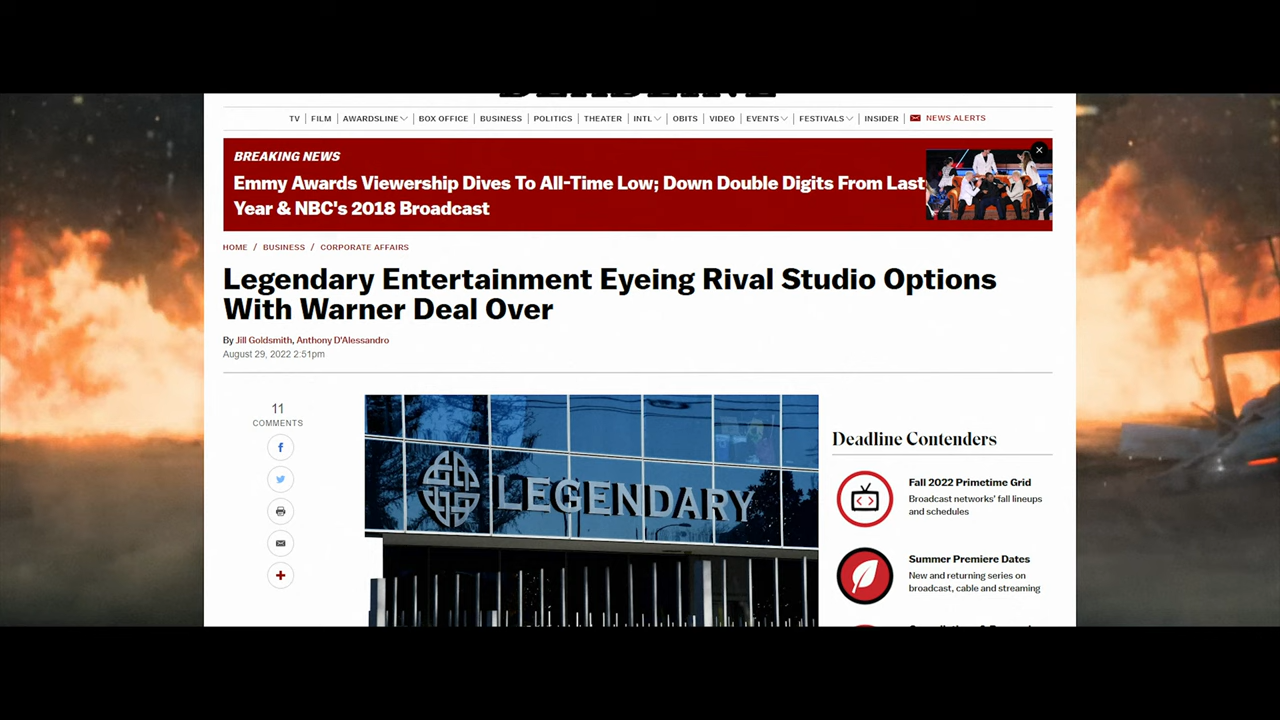 TV | FILM | AWARDSLINE | BOX OFFICE | BUSINESS | POLITICS | THEATER | INTL | OBITS | VIDEO | EVENTS | FESTIVALS | INSIDER | NEWS ALERTS
BREAKING NEWS
Emmy Awards Viewership Dives To All-Time Low; Down Double Digits From Last
Year & NBC's 2018 Broadcast
HOME / BUSINESS / CORPORATE AFFAIRS
Legendary Entertainment Eyeing Rival Studio Options
With Warner Deal Over
By Jill Goldsmith, Anthony D'Alessandro
August 29, 2022 2:51pm
11
COMMENTS
LEGENDARY
Deadline Contenders
Fall 2022 Primetime Grid
Broadcast networks' fall lineups
and schedules
Summer Premiere Dates
New and returning series on
broadcast, cable and streaming